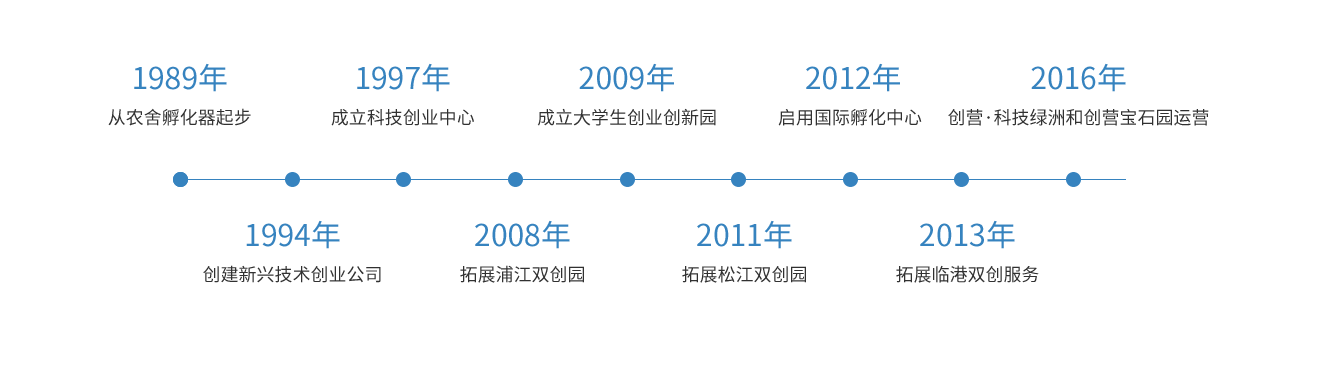 1989年
1997年
2009年
2012年
2016年
从农舍孵化器起步
成立科技创业中心
成立大学生创业创新园
启用国际孵化中心
创营·科技绿洲和创营宝石园运营
1994年
2008年
2011年
2013年
创建新兴技术创业公司
拓展浦江双创园
拓展松江双创园
拓展临港双创服务